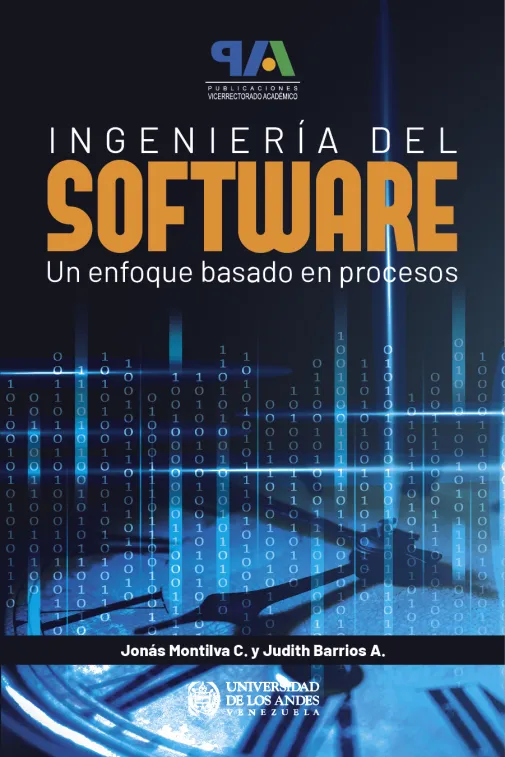 PUBLICACIONES
VICERRECTORADO ACADÉMICO
INGENIERÍA DEL
SOFTWARE
Un enfoque basado en procesos
Jonás Montilva C. y Judith Barrios A.
UNIVERSIDAD
DE LOS ANDES
VENEZUELA